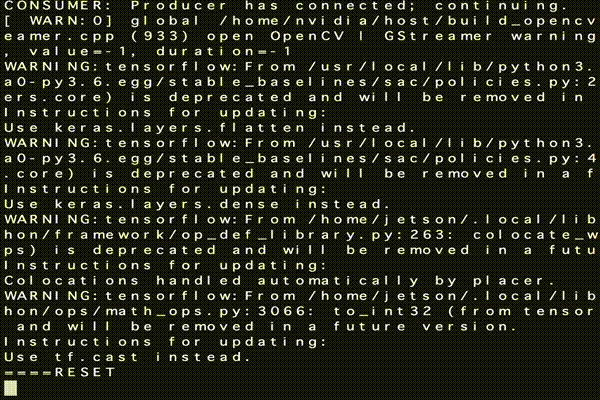 CONSUMER: Producer has connected; continuing.
[ WARN:0] global /home/nvidia/host/build_opencv
eamer.cpp (933) open OpenCV | GStreamer warning
, value=-1, duration=-1
WARNING:tensorflow:From /usr/local/lib/python3.
a0-py3.6.egg/stable_baselines/sac/policies.py:2
ers.core) is deprecated and will be removed in
Instructions for updating:
Use keras.layers.flatten instead.
WARNING:tensorflow:From /usr/local/lib/python3.
a0-py3.6.egg/stable_baselines/sac/policies.py:4
.core) is deprecated and will be removed in a f
Instructions for updating:
Use keras.layers.dense instead.
WARNING:tensorflow:From /home/jetson/.local/lib
hon/framework/op_def_library.py:263: colocate_w
ps) is deprecated and will be removed in a futu
Instructions for updating:
Colocations handled automatically by placer.
WARNING:tensorflow:From /home/jetson/.local/lib
hon/ops/math_ops.py:3066: to_int32 (from tensor
 and will be removed in a future version.
Instructions for updating:
Use tf.cast instead.
====RESET